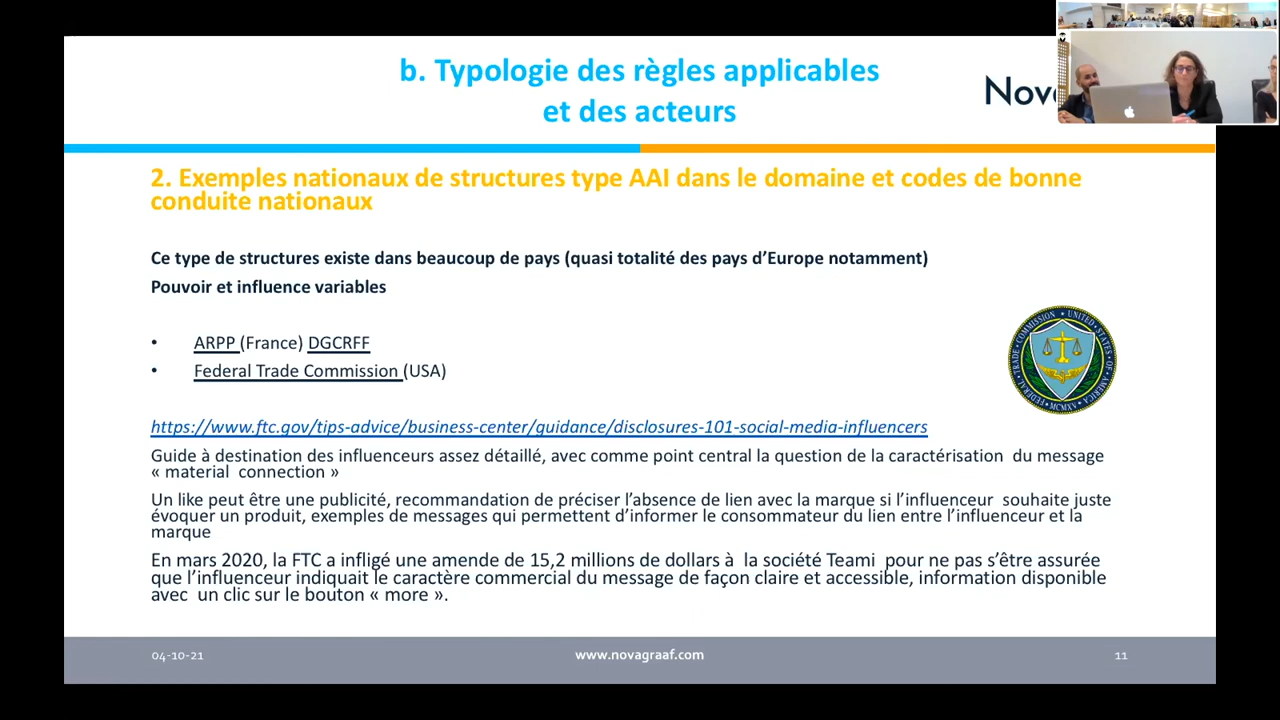 b. Typologie des règles applicables
et des acteurs
Nova
2. Exemples nationaux de structures type AAI dans le domaine et codes de bonne
conduite nationaux
Ce type de structures existe dans beaucoup de pays (quasi totalité des pays d’Europe notamment)
Pouvoir et influence variables
• ARPP (France) DGCRFF
• Federal Trade Commission (USA)
FEDERAL TRADE COMMISSION • UNITED STATES OF AMERICA
MCMXV
https://www.ftc.gov/tips-advice/business-center/guidance/disclosures-101-social-media-influencers
Guide à destination des influenceurs assez détaillé, avec comme point central la question de la caractérisation du message
« material connection »
Un like peut être une publicité, recommandation de préciser l’absence de lien avec la marque si l’influenceur souhaite juste
évoquer un produit, exemples de messages qui permettent d’informer le consommateur du lien entre l’influenceur et la
marque
En mars 2020, la FTC a infligé une amende de 15,2 millions de dollars à la société Teami pour ne pas s’être assurée
que l’influenceur indiquait le caractère commercial du message de façon claire et accessible, information disponible
avec un clic sur le bouton « more ».
04-10-21
www.novagraaf.com
11